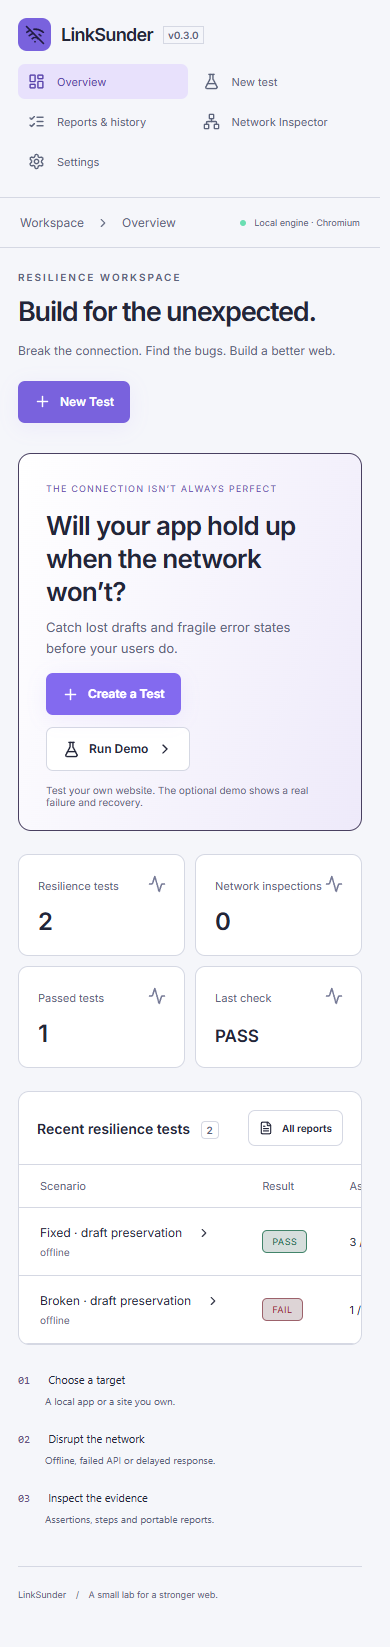 LinkSunder v0.3.0
Overview
New test
Reports & history
Network Inspector
Settings
Workspace > Overview
Local engine · Chromium
RESILIENCE WORKSPACE
Build for the unexpected.
Break the connection. Find the bugs. Build a better web.
New Test
THE CONNECTION ISN'T ALWAYS PERFECT
Will your app hold up
when the network
won’t?
Catch lost drafts and fragile error states
before your users do.
Create a Test
Run Demo
Test your own website. The optional demo shows a real
failure and recovery.
Resilience tests
2
Network inspections
0
Passed tests
1
Last check
PASS
Recent resilience tests 2
All reports
Scenario Result As
Fixed · draft preservation
offline
PASS
3 /
Broken · draft preservation
offline
FAIL
1 /
01 Choose a target
A local app or a site you own.
02 Disrupt the network
Offline, failed API or delayed response.
03 Inspect the evidence
Assertions, steps and portable reports.
LinkSunder / A small lab for a stronger web.